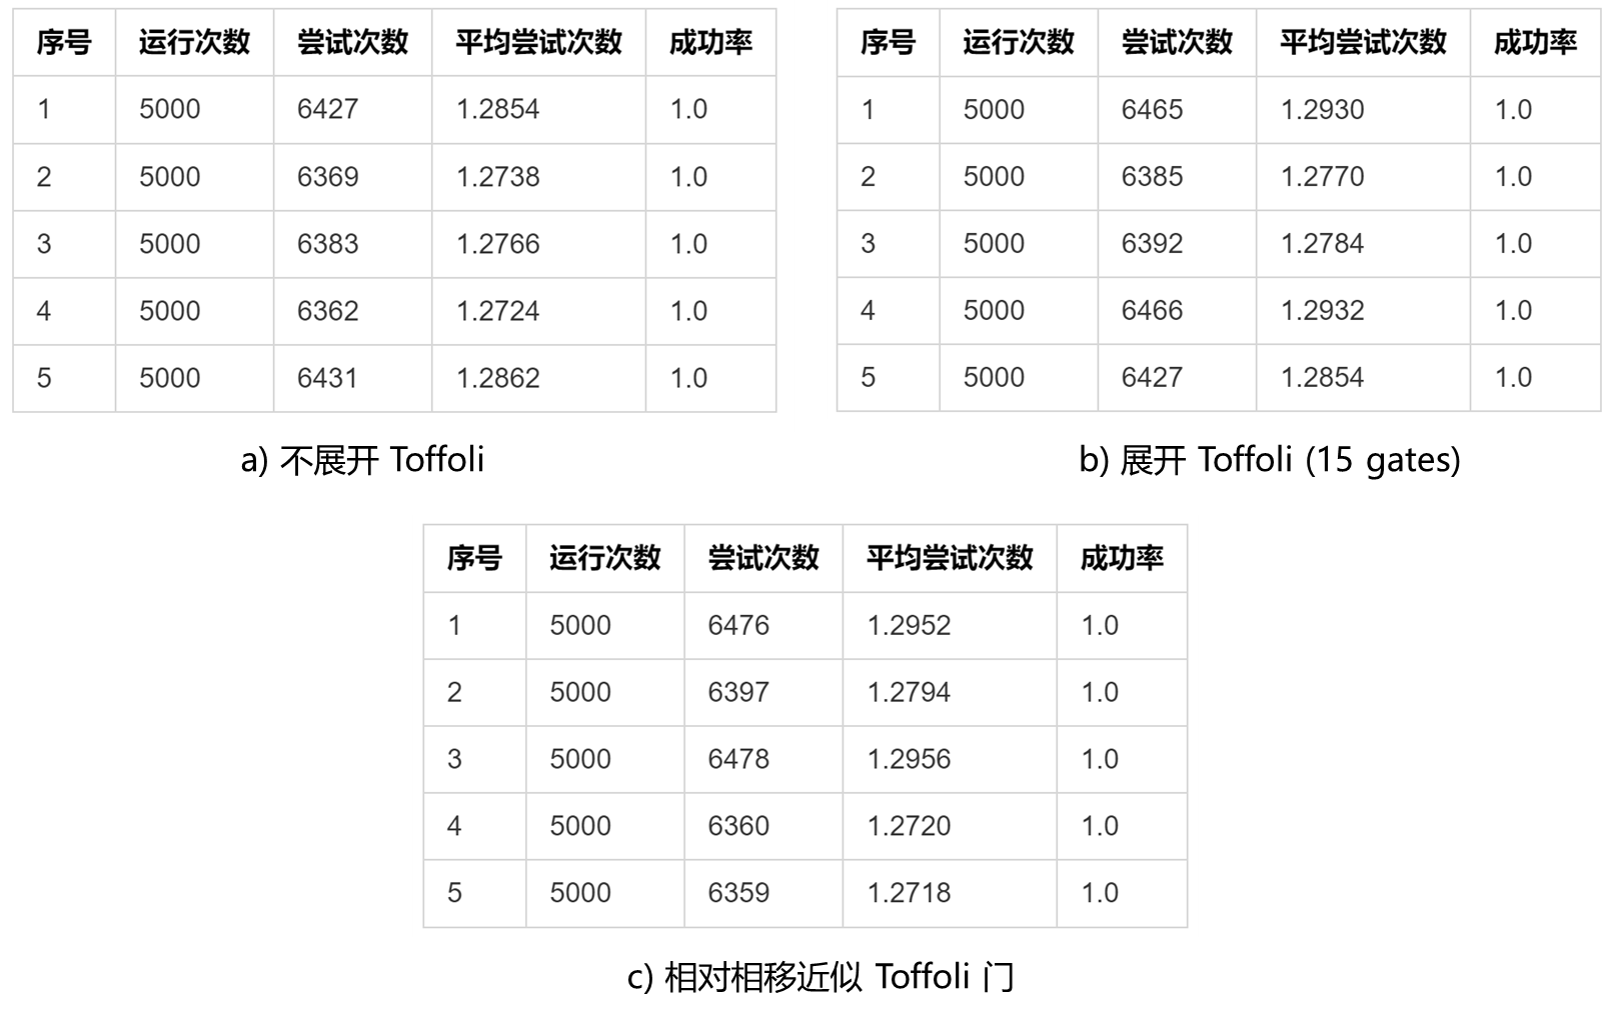 序号 运行次数 尝试次数 平均尝试次数 成功率
1 5000 6427 1.2854 1.0
2 5000 6369 1.2738 1.0
3 5000 6383 1.2766 1.0
4 5000 6362 1.2724 1.0
5 5000 6431 1.2862 1.0
a) 不展开 Toffoli
序号 运行次数 尝试次数 平均尝试次数 成功率
1 5000 6465 1.2930 1.0
2 5000 6385 1.2770 1.0
3 5000 6392 1.2784 1.0
4 5000 6466 1.2932 1.0
5 5000 6427 1.2854 1.0
b) 展开 Toffoli (15 gates)
序号 运行次数 尝试次数 平均尝试次数 成功率
1 5000 6476 1.2952 1.0
2 5000 6397 1.2794 1.0
3 5000 6478 1.2956 1.0
4 5000 6360 1.2720 1.0
5 5000 6359 1.2718 1.0
c) 相对相移近似 Toffoli 门